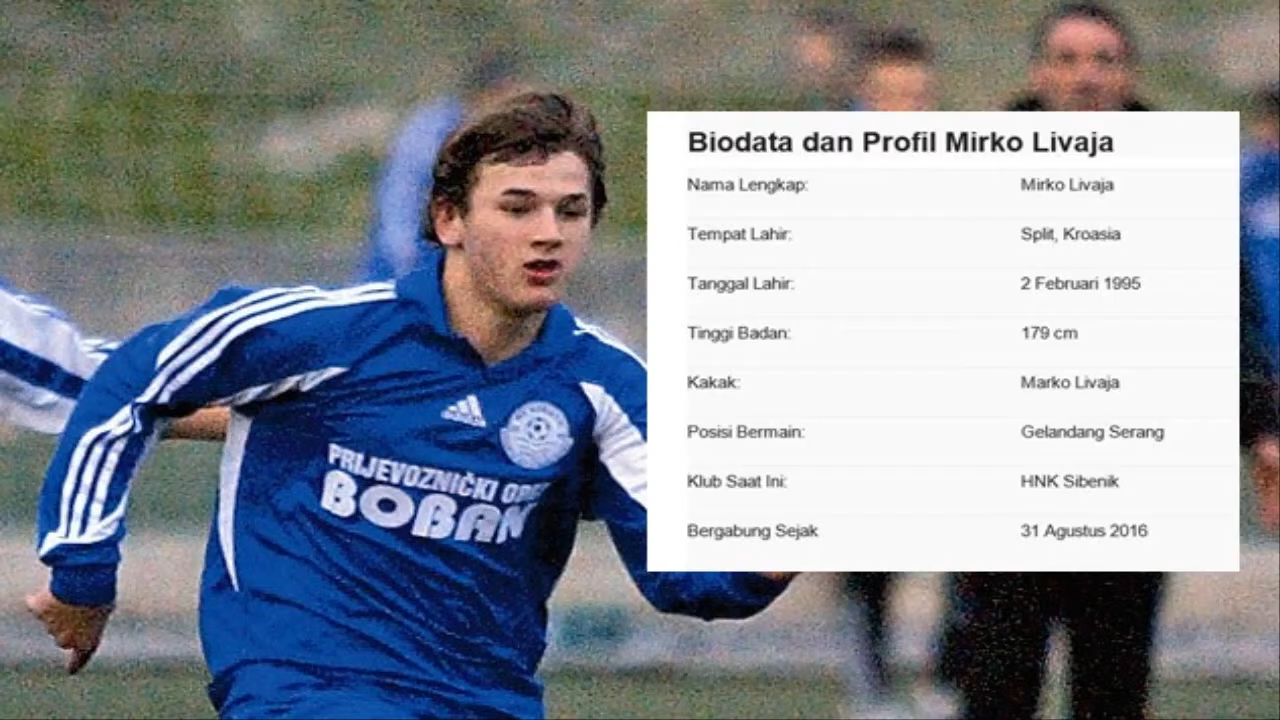 Biodata dan Profil Mirko Livaja
Nama Lengkap: Mirko Livaja
Tempat Lahir: Split, Kroasia
Tanggal Lahir: 2 Februari 1995
Tinggi Badan: 179 cm
Kakak: Marko Livaja
Posisi Bermain: Gelandang Serang
Klub Saat Ini: HNK Sibenik
Bergabung Sejak 31 Agustus 2016
adidas
PRIJEVOZNIČKI
BOBAN